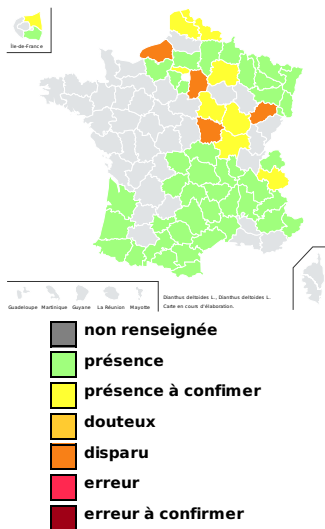 Île-de-France
Guadeloupe Martinique Guyane La Réunion Mayotte
Dianthus deltoides L., Dianthus deltoides L.
Carte en cours d'élaboration.
non renseignée
présence
présence à confimer
douteux
disparu
erreur
erreur à confirmer